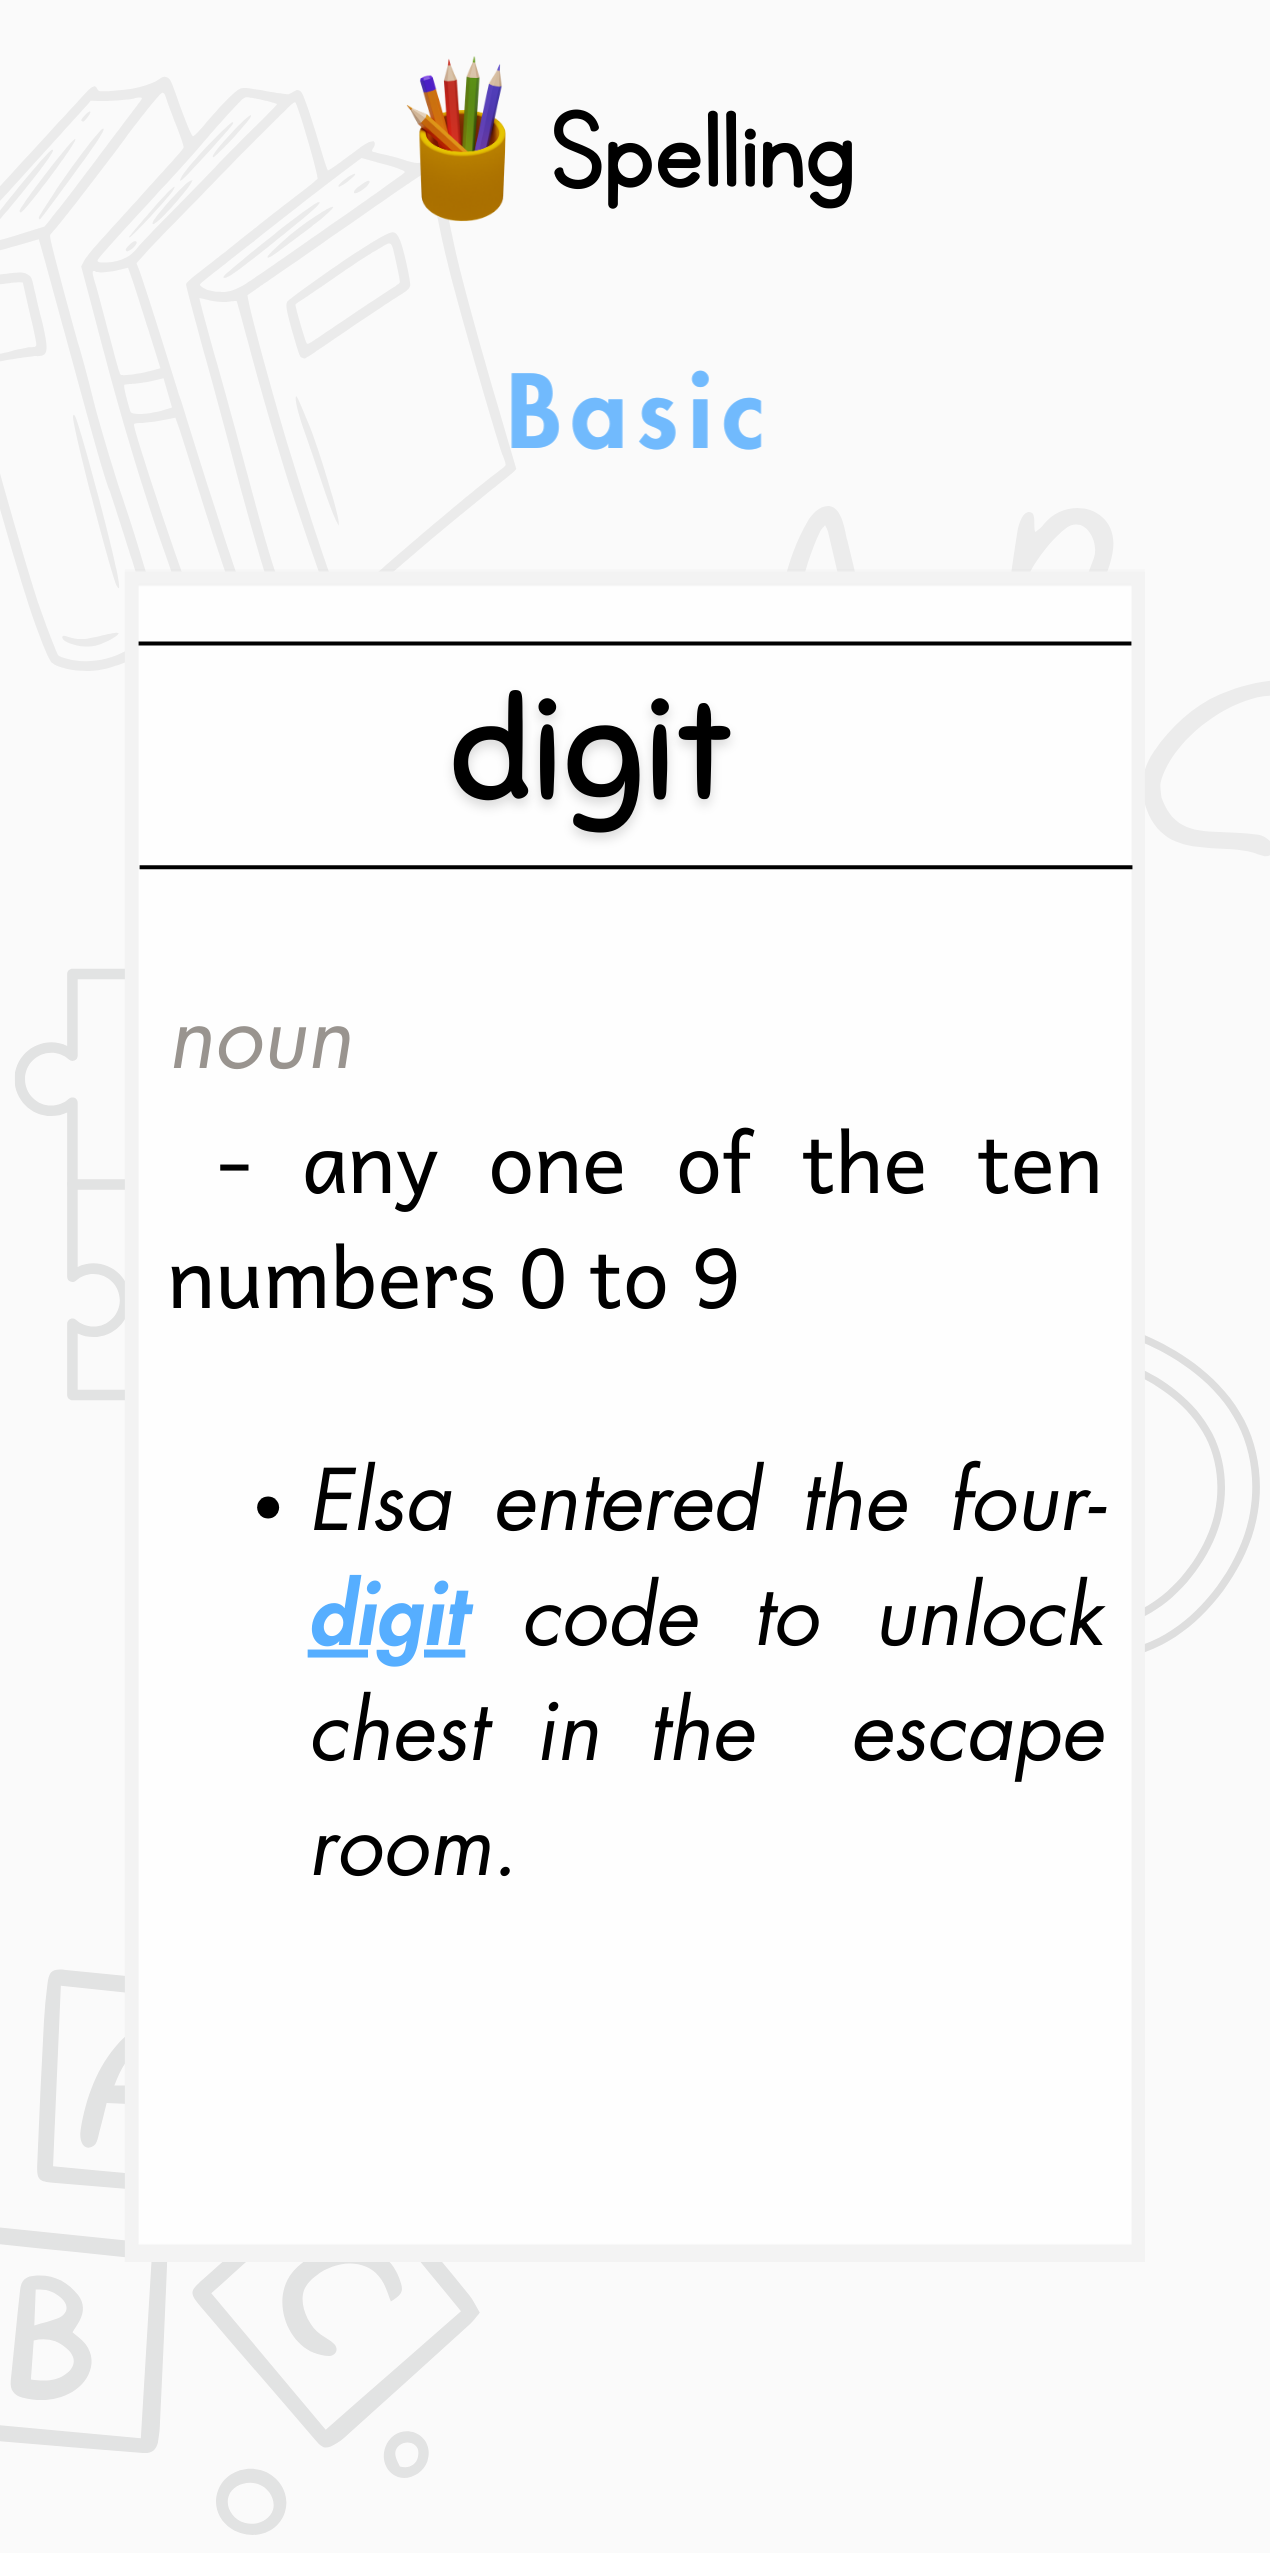 Spelling
Basic
digit
noun
- any one of the ten
numbers 0 to 9
• Elsa entered the four-
digit code to unlock
chest in the escape
room.
A
B
C